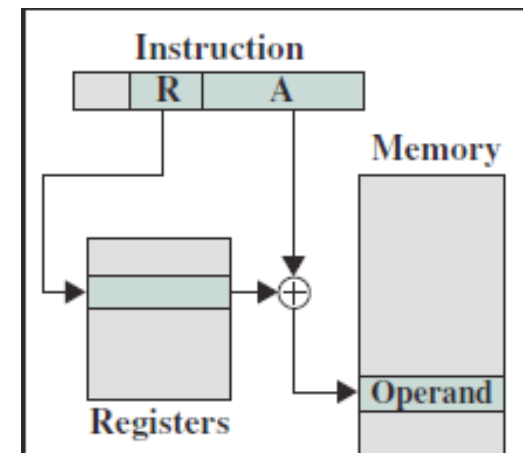 Instruction
R A
Memory
Operand
Registers